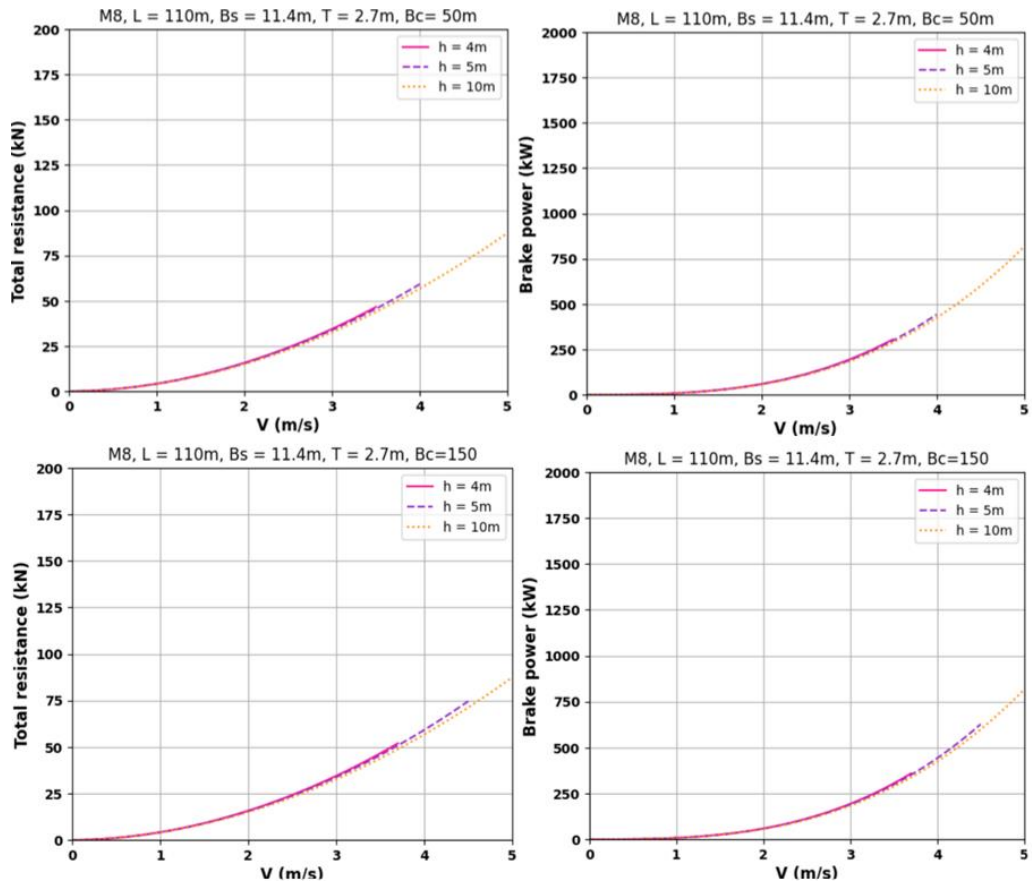 M8, L = 110m, Bs = 11.4m, T = 2.7m, Bc= 50m
200
175
150
125
100
75
50
25
0
Total resistance (kN)
h = 4m
h = 5m
h = 10m
0 1 2 3 4 5
V (m/s)
M8, L = 110m, Bs = 11.4m, T = 2.7m, Bc= 50m
2000
1750
1500
1250
1000
750
500
250
0
Brake power (kW)
h = 4m
h = 5m
h = 10m
0 1 2 3 4 5
V (m/s)
M8, L = 110m, Bs = 11.4m, T = 2.7m, Bc=150
200
175
150
125
100
75
50
25
0
Total resistance (kN)
h = 4m
h = 5m
h = 10m
0 1 2 3 4 5
V (m/s)
M8, L = 110m, Bs = 11.4m, T = 2.7m, Bc=150
2000
1750
1500
1250
1000
750
500
250
0
Brake power (kW)
h = 4m
h = 5m
h = 10m
0 1 2 3 4 5
V (m/s)